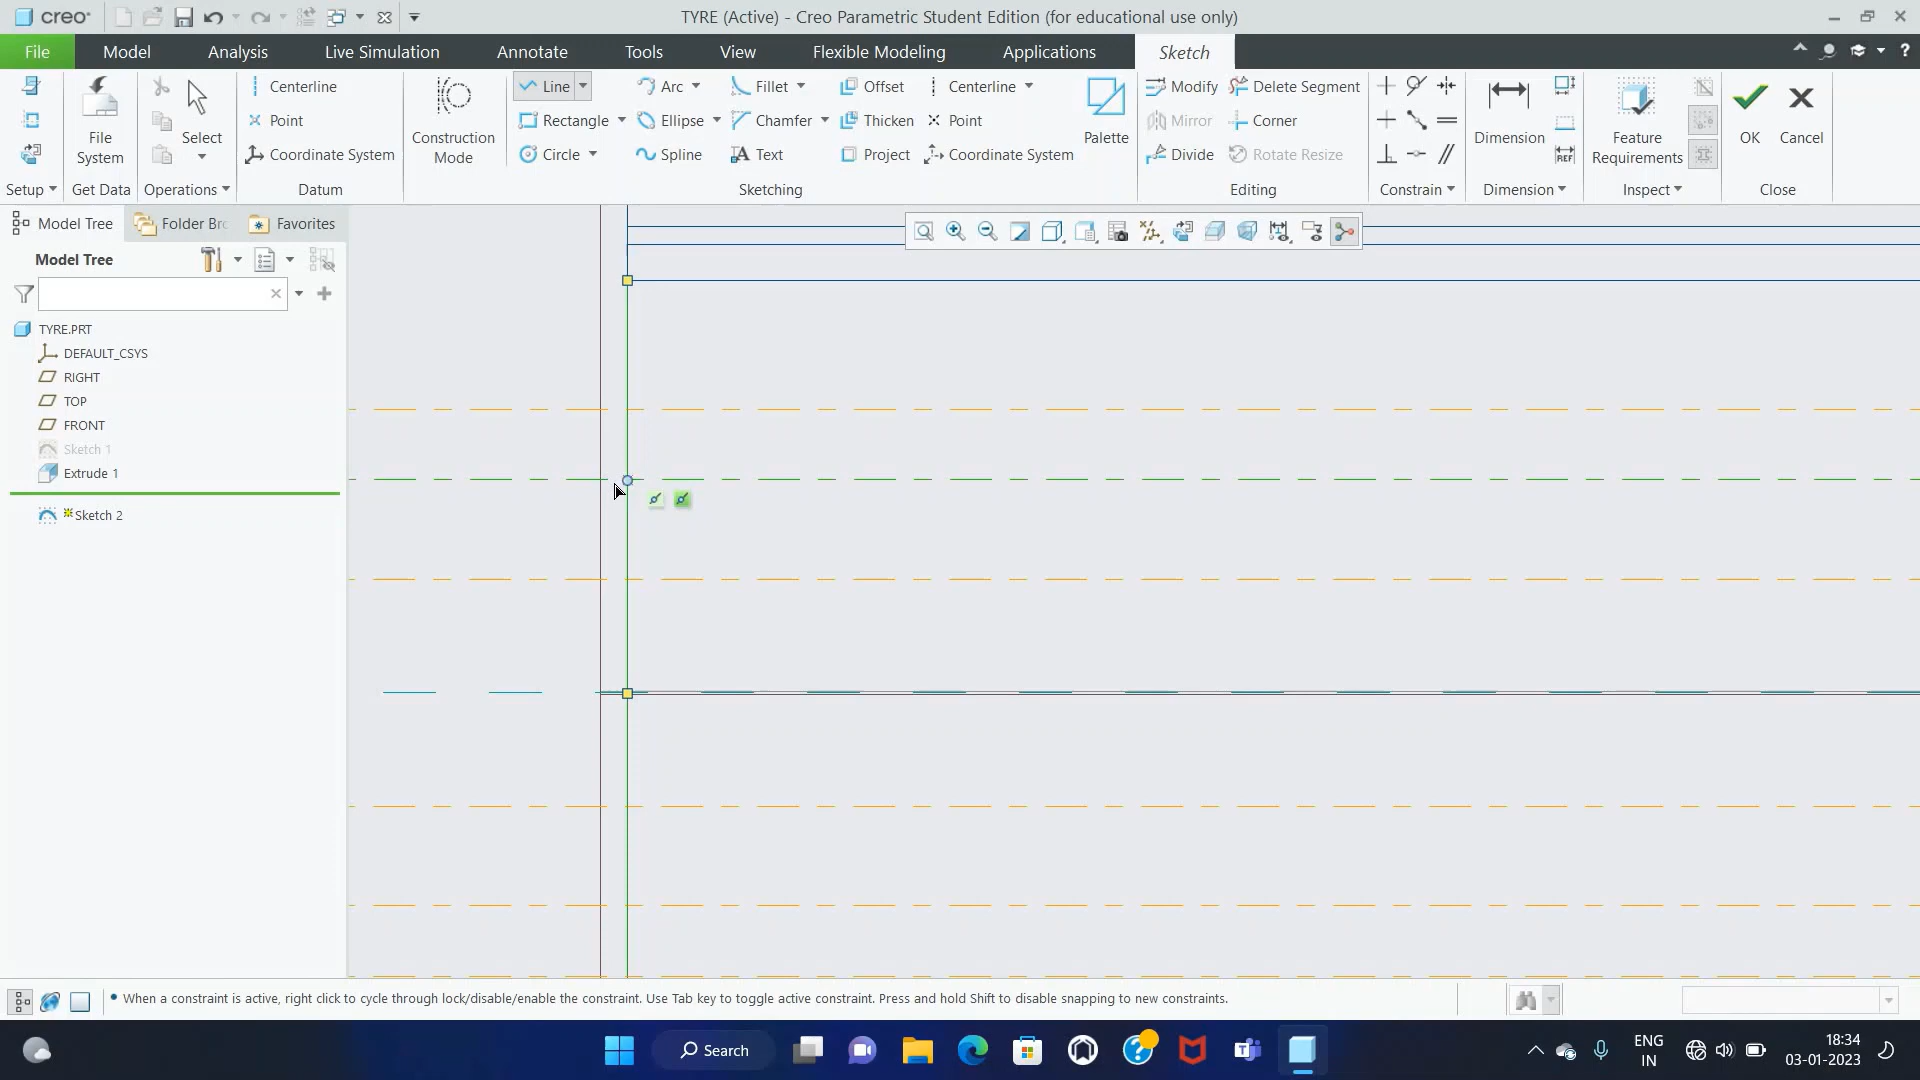 creo
TYRE (Active) - Creo Parametric Student Edition (for educational use only)
File Model Analysis Live Simulation Annotate Tools View Flexible Modeling Applications Sketch
Centerline Line Arc Fillet Offset Centerline Modify Delete Segment
Point Rectangle Ellipse Chamfer Thicken Point Mirror Corner
Coordinate System Circle Spline Text Project Coordinate System Divide Rotate Resize
File System
Select
Construction Mode
Palette
Dimension
Feature Requirements
OK
Cancel
Setup Get Data Operations Datum Sketching Editing Constrain Dimension Inspect Close
REF
Model Tree Folder Br Favorites
Model Tree
TYRE.PRT
DEFAULT_CSYS
RIGHT
TOP
FRONT
Sketch 1
Extrude 1
Sketch 2
When a constraint is active, right click to cycle through lock/disable/enable the constraint. Use Tab key to toggle active constraint. Press and hold Shift to disable snapping to new constraints.
Search
ENG
IN
18:34
03-01-2023